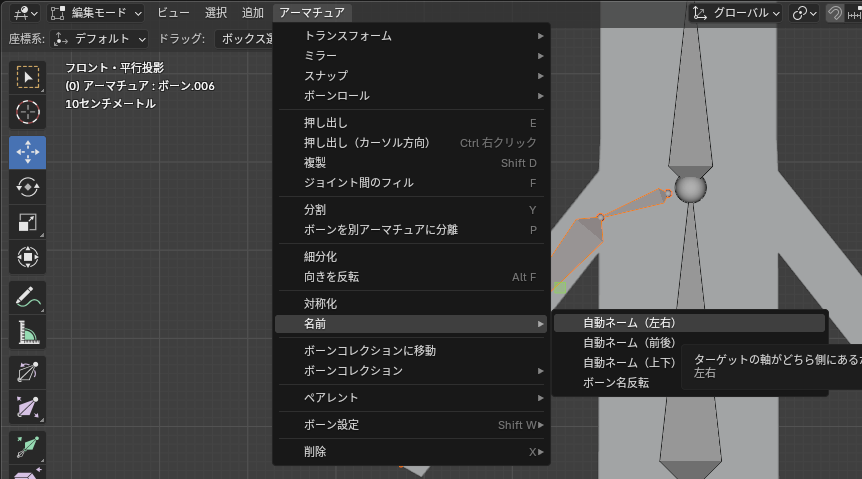 編集モード ビュー 選択 追加 アーマチュア グローバル
座標系: デフォルト ドラッグ: ボックス選
フロント・平行投影
(0) アーマチュア : ボーン.006
10センチメートル
トランスフォーム
ミラー
スナップ
ボーンロール
押し出し E
押し出し（カーソル方向） Ctrl 右クリック
複製 Shift D
ジョイント間のフィル F
分割 Y
ボーンを別アーマチュアに分離 P
細分化
向きを反転 Alt F
対称化
名前
ボーンコレクションに移動
ボーンコレクション
ペアレント
ボーン設定 Shift W
削除 X
自動ネーム（左右）
自動ネーム（前後）
自動ネーム（上下）
ボーン名反転
ターゲットの軸がどちら側にある
左右